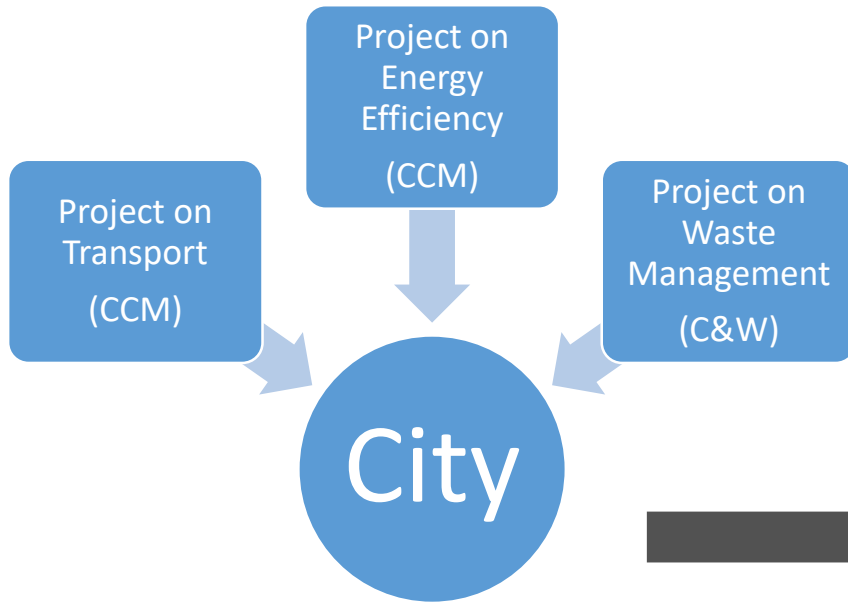 Project on
Energy
Efficiency
(CCM)
Project on
Transport
(CCM)
Project on
Waste
Management
(C&W)
City